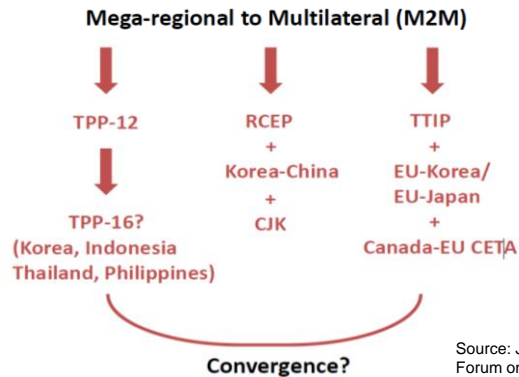 Mega-regional to Multilateral (M2M)
TPP-12
TPP-16?
(Korea, Indonesia
Thailand, Philippines)
RCEP
+
Korea-China
+
CJK
TTIP
+
EU-Korea/
EU-Japan
+
Canada-EU CETA
Convergence?
Source: J
Forum on